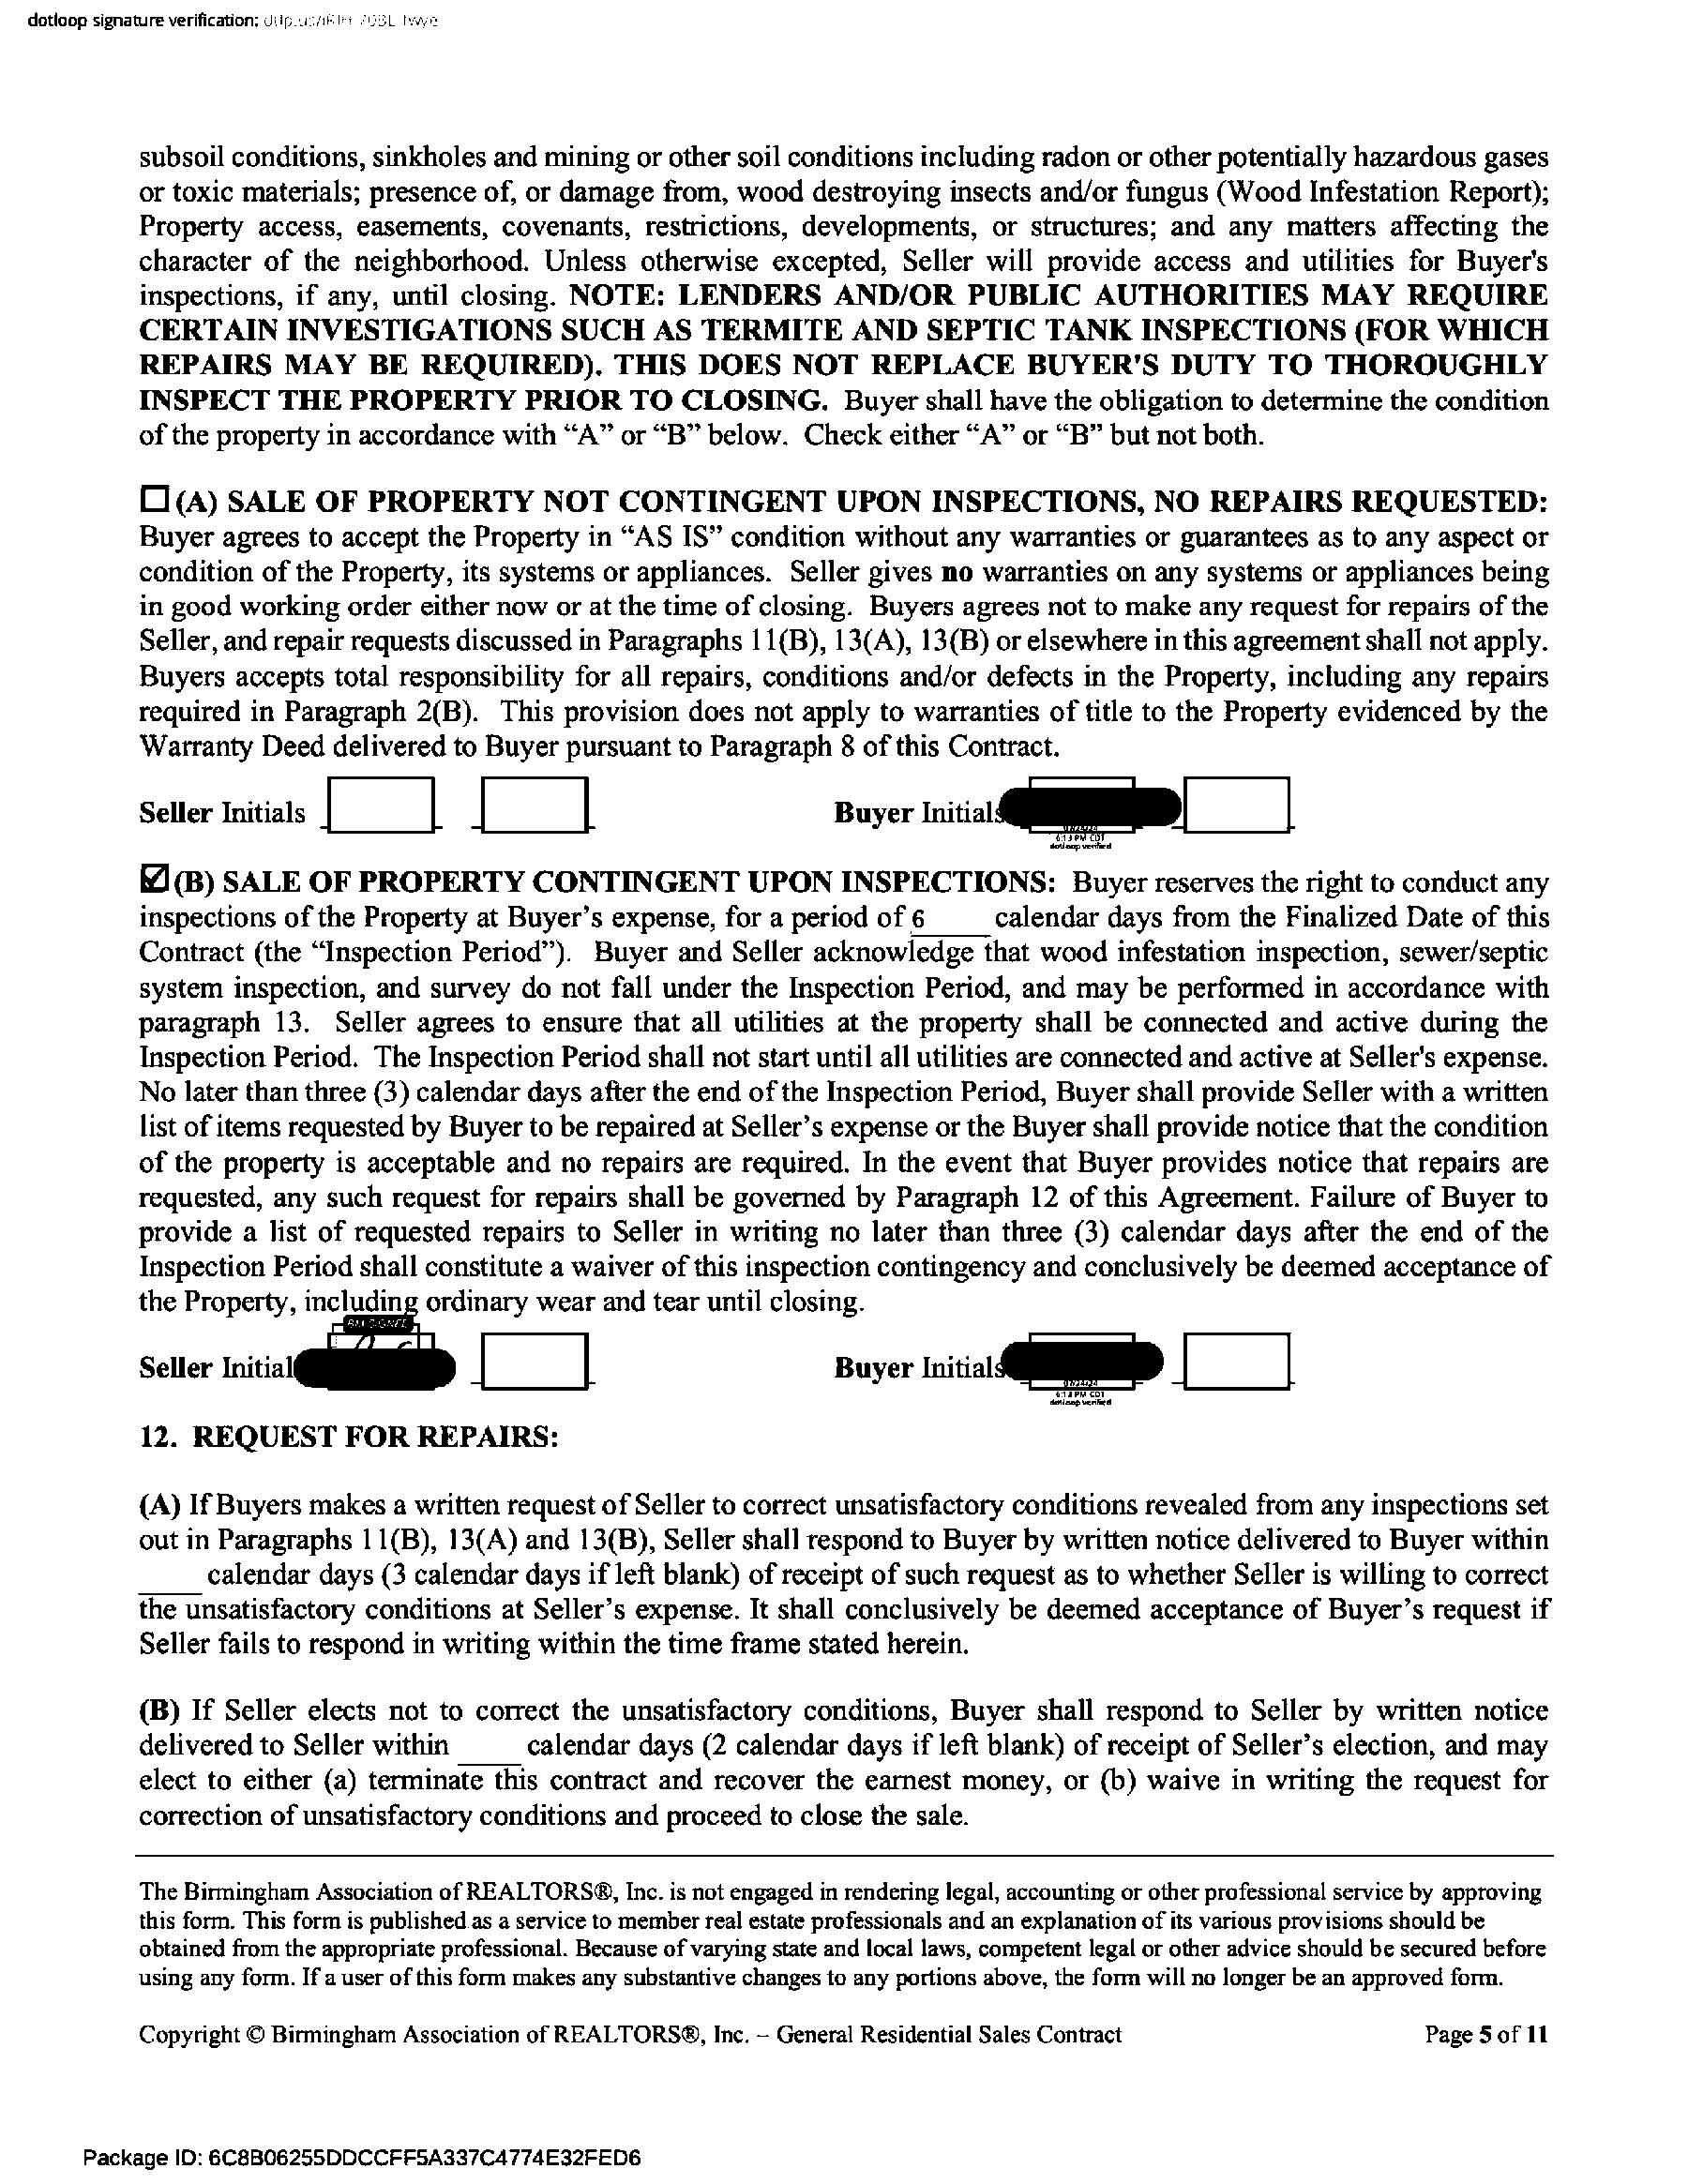 dotloop signature verification:
subsoil conditions, sinkholes and mining or other soil conditions including radon or other potentially hazardous gases
or toxic materials; presence of, or damage from, wood destroying insects and/or fungus (Wood Infestation Report);
Property access, easements, covenants, restrictions, developments, or structures; and any matters affecting the
character of the neighborhood. Unless otherwise excepted, Seller will provide access and utilities for Buyer's
inspections, if any, until closing. NOTE: LENDERS AND/OR PUBLIC AUTHORITIES MAY REQUIRE
CERTAIN INVESTIGATIONS SUCH AS TERMITE AND SEPTIC TANK INSPECTIONS (FOR WHICH
REPAIRS MAY BE REQUIRED). THIS DOES NOT REPLACE BUYER'S DUTY TO THOROUGHLY
INSPECT THE PROPERTY PRIOR TO CLOSING. Buyer shall have the obligation to determine the condition
of the property in accordance with “A” or “B” below. Check either “A” or “B” but not both.
(A) SALE OF PROPERTY NOT CONTINGENT UPON INSPECTIONS, NO REPAIRS REQUESTED:
Buyer agrees to accept the Property in “AS IS” condition without any warranties or guarantees as to any aspect or
condition of the Property, its systems or appliances. Seller gives no warranties on any systems or appliances being
in good working order either now or at the time of closing. Buyers agrees not to make any request for repairs of the
Seller, and repair requests discussed in Paragraphs 11(B), 13(A), 13(B) or elsewhere in this agreement shall not apply.
Buyers accepts total responsibility for all repairs, conditions and/or defects in the Property, including any repairs
required in Paragraph 2(B). This provision does not apply to warranties of title to the Property evidenced by the
Warranty Deed delivered to Buyer pursuant to Paragraph 8 of this Contract.
Seller Initials Buyer Initials
6:13 PM CDT
dotloop verified
(B) SALE OF PROPERTY CONTINGENT UPON INSPECTIONS: Buyer reserves the right to conduct any
inspections of the Property at Buyer’s expense, for a period of 6 calendar days from the Finalized Date of this
Contract (the “Inspection Period”). Buyer and Seller acknowledge that wood infestation inspection, sewer/septic
system inspection, and survey do not fall under the Inspection Period, and may be performed in accordance with
paragraph 13. Seller agrees to ensure that all utilities at the property shall be connected and active during the
Inspection Period. The Inspection Period shall not start until all utilities are connected and active at Seller's expense.
No later than three (3) calendar days after the end of the Inspection Period, Buyer shall provide Seller with a written
list of items requested by Buyer to be repaired at Seller’s expense or the Buyer shall provide notice that the condition
of the property is acceptable and no repairs are required. In the event that Buyer provides notice that repairs are
requested, any such request for repairs shall be governed by Paragraph 12 of this Agreement. Failure of Buyer to
provide a list of requested repairs to Seller in writing no later than three (3) calendar days after the end of the
Inspection Period shall constitute a waiver of this inspection contingency and conclusively be deemed acceptance of
the Property, including ordinary wear and tear until closing.
Seller Initial Buyer Initials
6:13 PM CDT
dotloop verified
12. REQUEST FOR REPAIRS:
(A) If Buyers makes a written request of Seller to correct unsatisfactory conditions revealed from any inspections set
out in Paragraphs 11(B), 13(A) and 13(B), Seller shall respond to Buyer by written notice delivered to Buyer within
____ calendar days (3 calendar days if left blank) of receipt of such request as to whether Seller is willing to correct
the unsatisfactory conditions at Seller’s expense. It shall conclusively be deemed acceptance of Buyer’s request if
Seller fails to respond in writing within the time frame stated herein.
(B) If Seller elects not to correct the unsatisfactory conditions, Buyer shall respond to Seller by written notice
delivered to Seller within ____ calendar days (2 calendar days if left blank) of receipt of Seller’s election, and may
elect to either (a) terminate this contract and recover the earnest money, or (b) waive in writing the request for
correction of unsatisfactory conditions and proceed to close the sale.
The Birmingham Association of REALTORS®, Inc. is not engaged in rendering legal, accounting or other professional service by approving
this form. This form is published as a service to member real estate professionals and an explanation of its various provisions should be
obtained from the appropriate professional. Because of varying state and local laws, competent legal or other advice should be secured before
using any form. If a user of this form makes any substantive changes to any portions above, the form will no longer be an approved form.
Copyright © Birmingham Association of REALTORS®, Inc. – General Residential Sales Contract Page 5 of 11
Package ID: 6C8B06255DDCCFF5A337C4774E32FED6